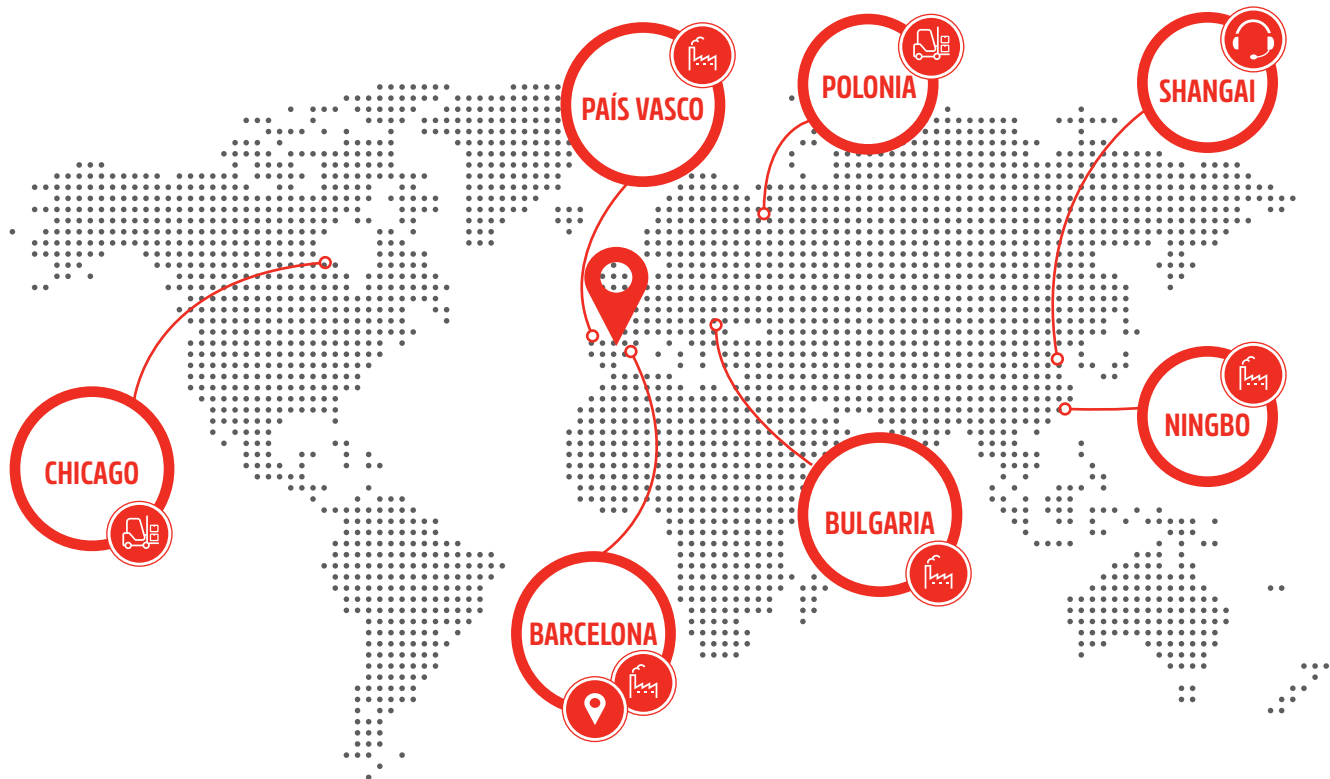 PAÍS VASCO
POLONIA
SHANGAI
CHICAGO
NINGBO
BULGARIA
BARCELONA